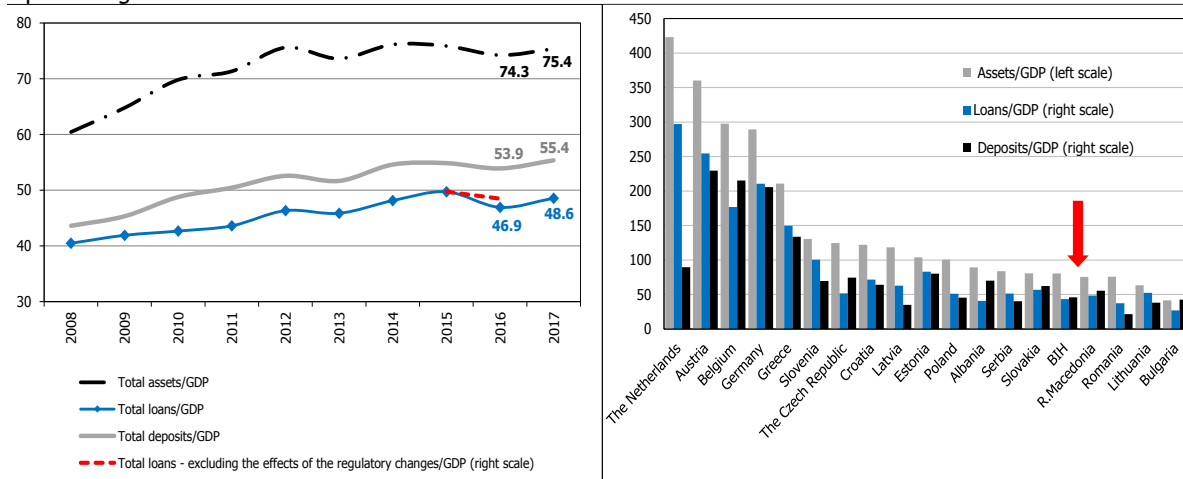 80
70
60
50
40
30
74.3
75.4
53.9
55.4
46.9
48.6
2008
2009
2010
2011
2012
2013
2014
2015
2016
2017
Total assets/GDP
Total loans/GDP
Total deposits/GDP
Total loans - excluding the effects of the regulatory changes/GDP (right scale)
450
400
350
300
250
200
150
100
50
0
Assets/GDP (left scale)
Loans/GDP (right scale)
Deposits/GDP (right scale)
The Netherlands
Austria
Belgium
Germany
Greece
Slovenia
The Czech Republic
Croatia
Latvia
Estonia
Poland
Albania
Serbia
Slovakia
BIH
R.Macedonia
Romania
Lithuania
Bulgaria